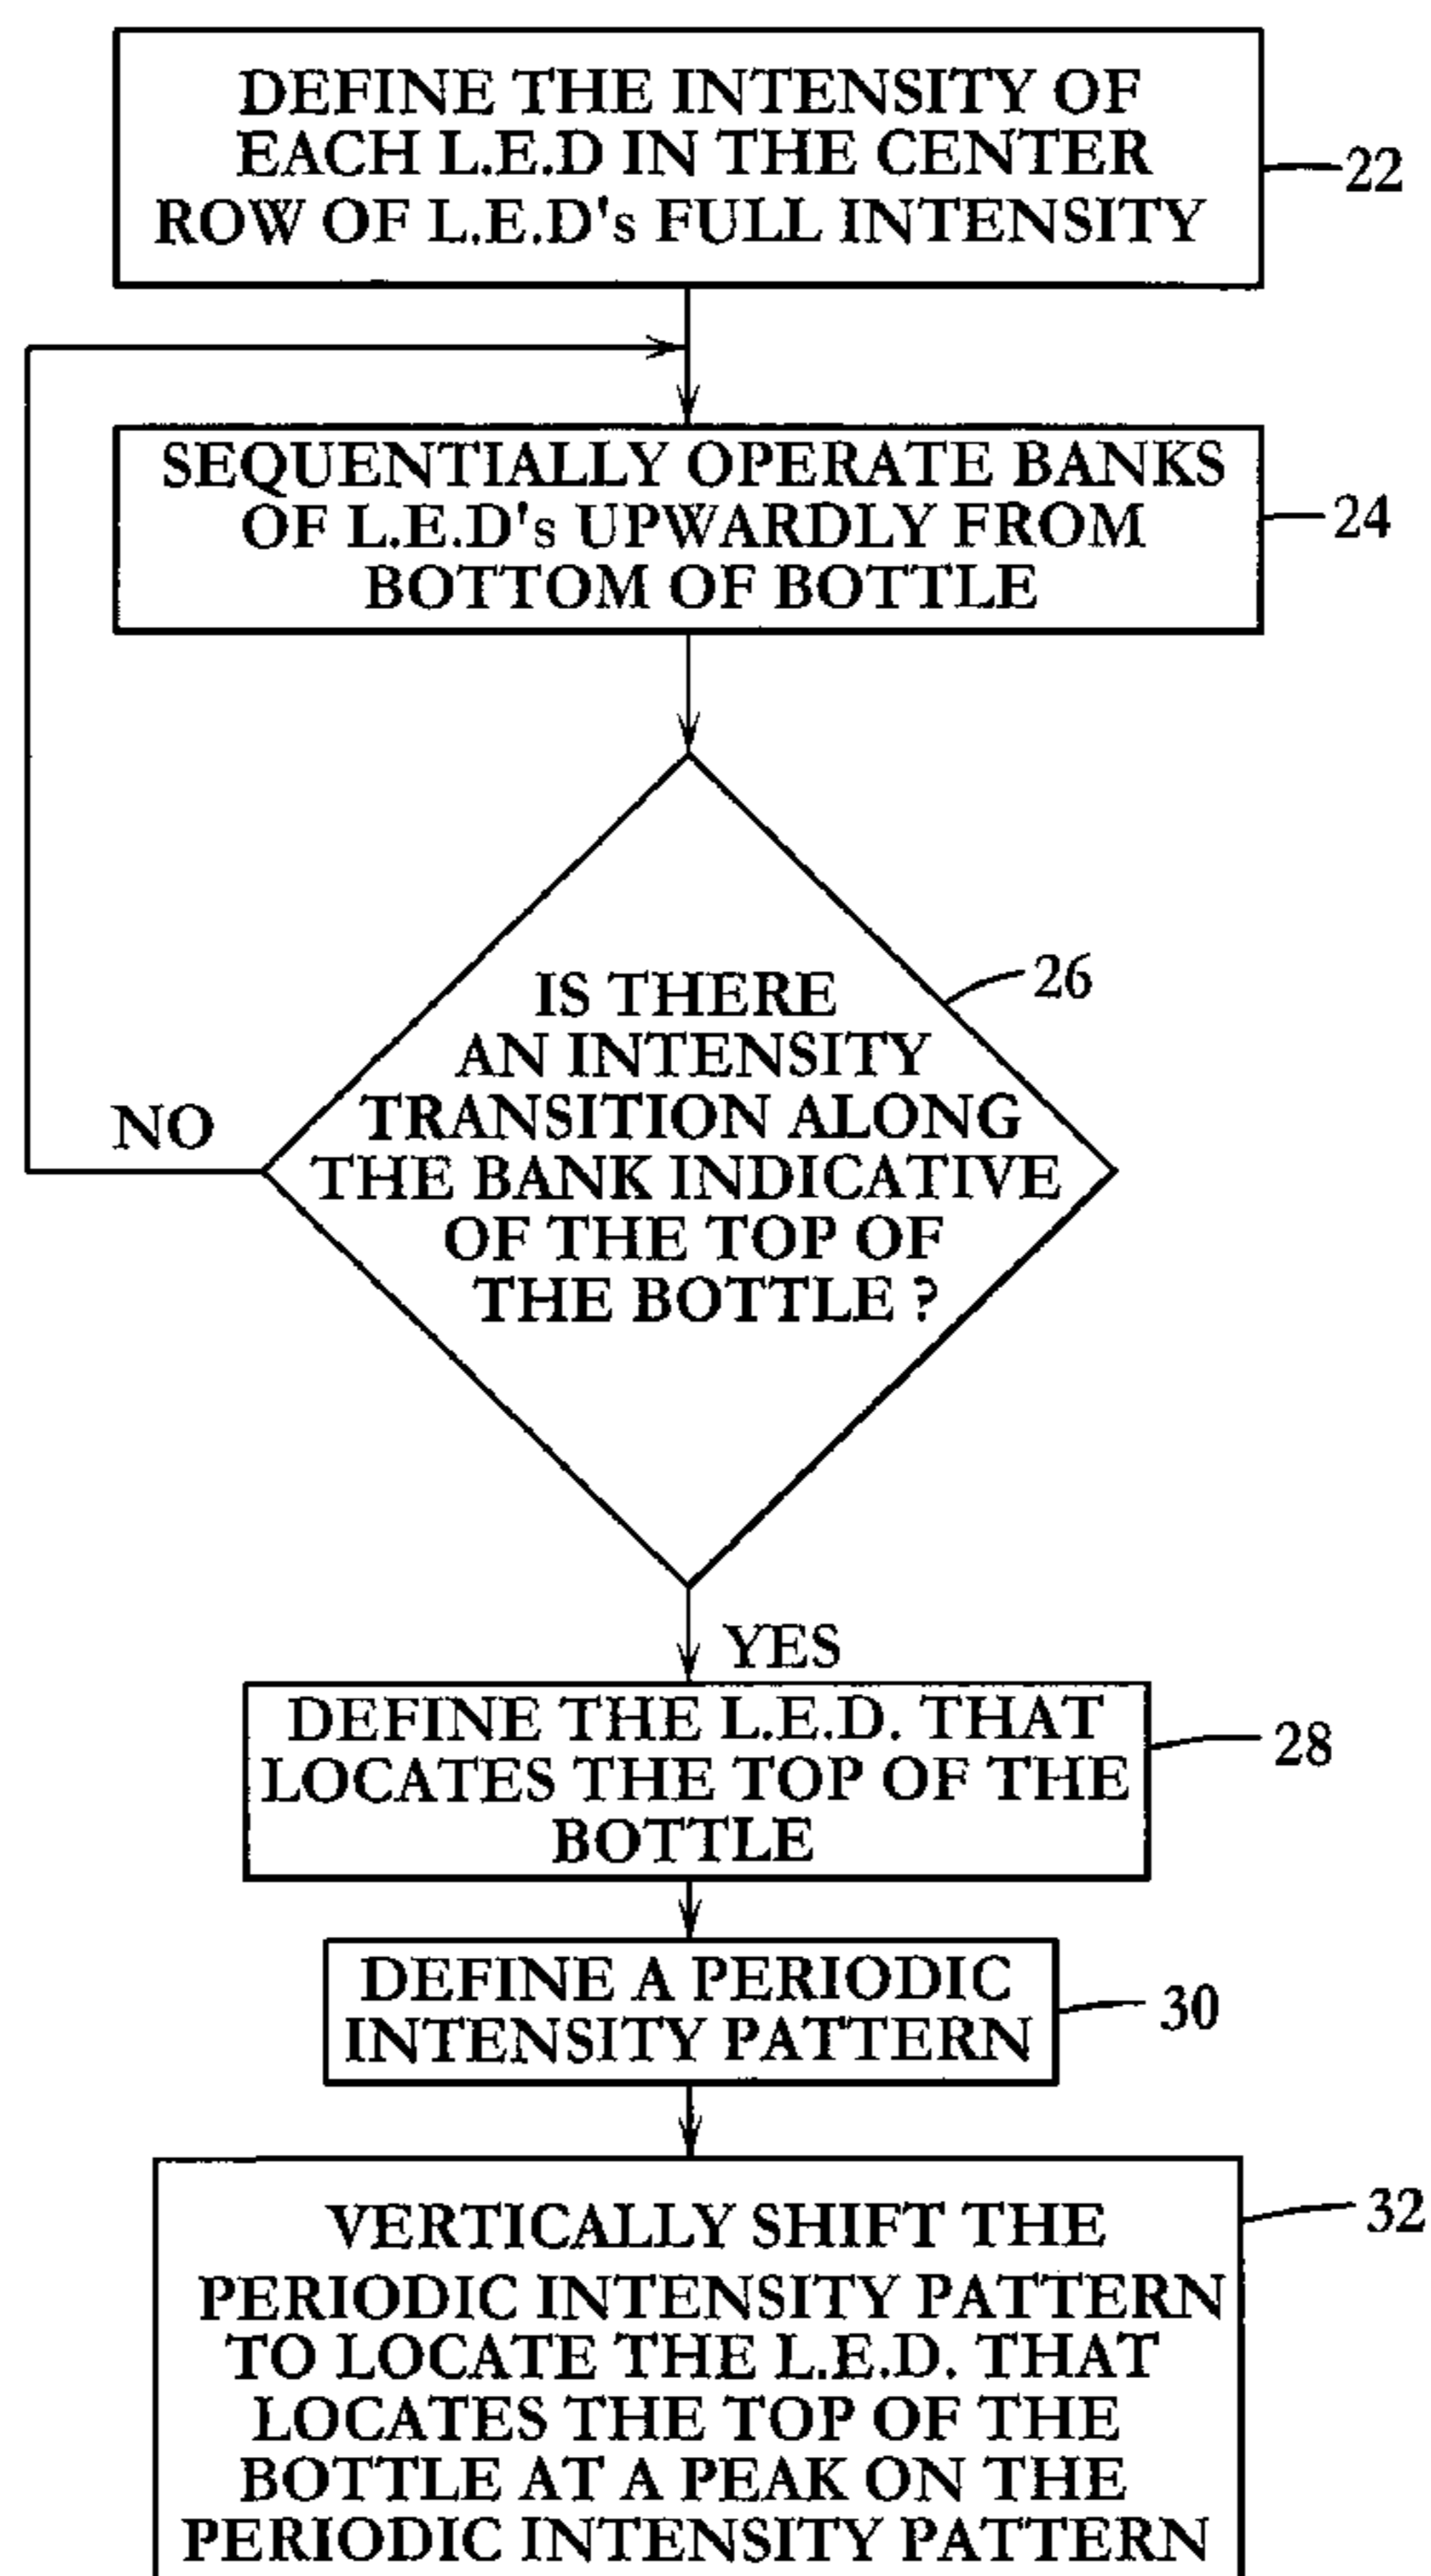 DEFINE THE INTENSITY OF
EACH L.E.D IN THE CENTER
ROW OF L.E.D's FULL INTENSITY
22
SEQUENTIALLY OPERATE BANKS
OF L.E.D's UPWARDLY FROM
BOTTOM OF BOTTLE
24
IS THERE
AN INTENSITY
TRANSITION ALONG
THE BANK INDICATIVE
OF THE TOP OF
THE BOTTLE ?
26
NO
YES
DEFINE THE L.E.D. THAT
LOCATES THE TOP OF THE
BOTTLE
28
DEFINE A PERIODIC
INTENSITY PATTERN
30
VERTICALLY SHIFT THE
PERIODIC INTENSITY PATTERN
TO LOCATE THE L.E.D. THAT
LOCATES THE TOP OF THE
BOTTLE AT A PEAK ON THE
PERIODIC INTENSITY PATTERN
32